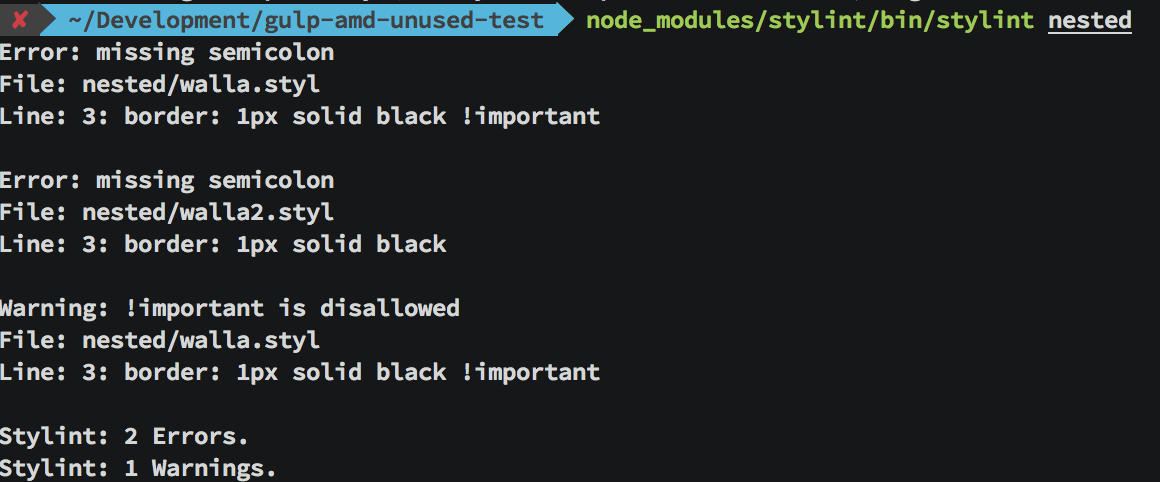 ✘ ~/Development/gulp-amd-unused-test node_modules/stylint/bin/stylint nested
Error: missing semicolon
File: nested/walla.styl
Line: 3: border: 1px solid black !important
Error: missing semicolon
File: nested/walla2.styl
Line: 3: border: 1px solid black
Warning: !important is disallowed
File: nested/walla.styl
Line: 3: border: 1px solid black !important
Stylint: 2 Errors.
Stylint: 1 Warnings.